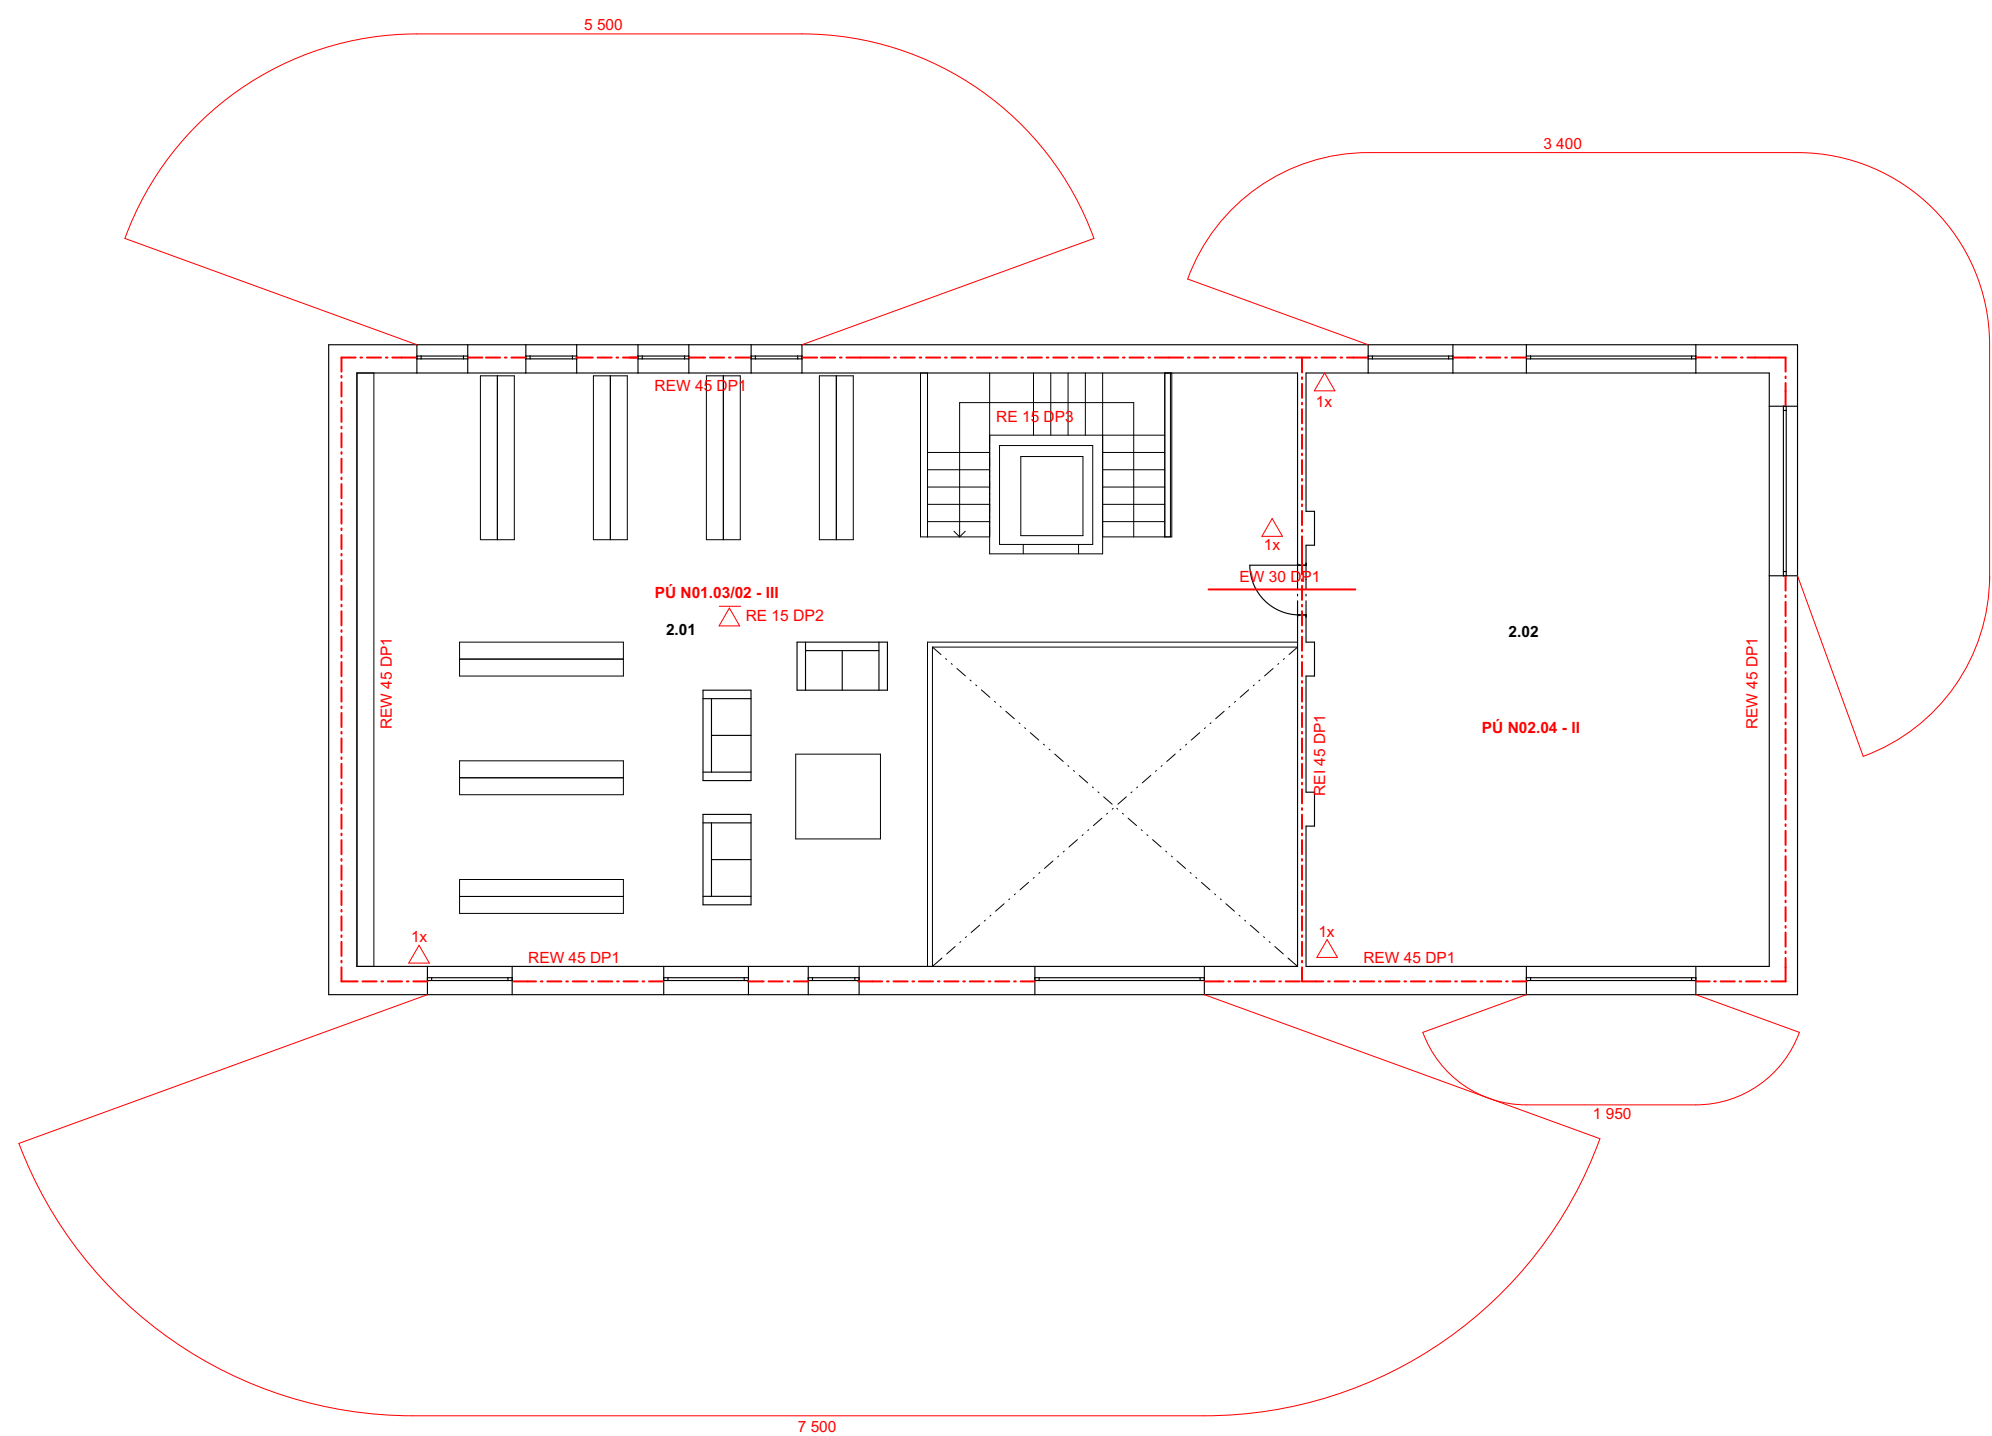 5 500
3 400
REW 45 DP1
RE 15 DP3
1x
1x
EW 30 DP1
PÚ N01.03/02 - III
RE 15 DP2
2.01
2.02
REW 45 DP1
REW 45 DP1
PÚ N02.04 - II
REI 45 DP1
1x
1x
REW 45 DP1
REW 45 DP1
1 950
7 500